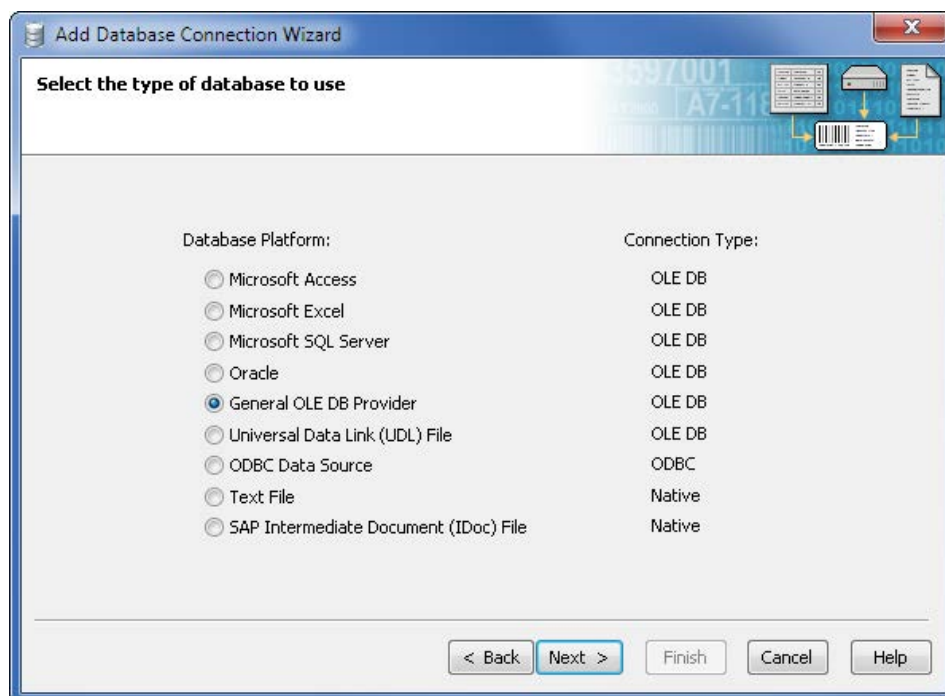 Add Database Connection Wizard
Select the type of database to use
3597001
A7-118
Database Platform: Connection Type:
Microsoft Access OLE DB
Microsoft Excel OLE DB
Microsoft SQL Server OLE DB
Oracle OLE DB
General OLE DB Provider OLE DB
Universal Data Link (UDL) File OLE DB
ODBC Data Source ODBC
Text File Native
SAP Intermediate Document (IDoc) File Native
< Back Next > Finish Cancel Help